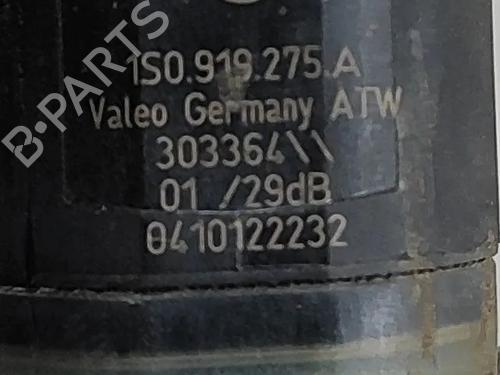 1S0.919.275.A
Valeo Germany ATW
303364\\
01 /29dB
0410122232
B-PARTS